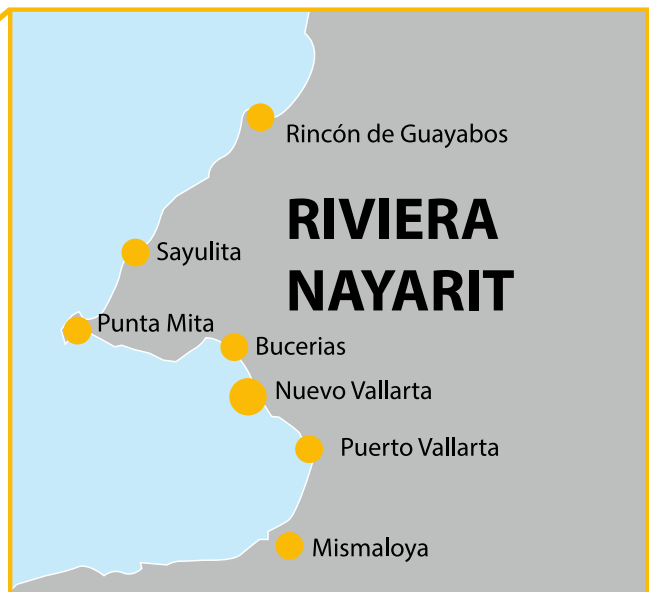 Rincón de Guayabos
RIVIERA
NAYARIT
Sayulita
Punta Mita
Bucerias
Nuevo Vallarta
Puerto Vallarta
Mismaloya